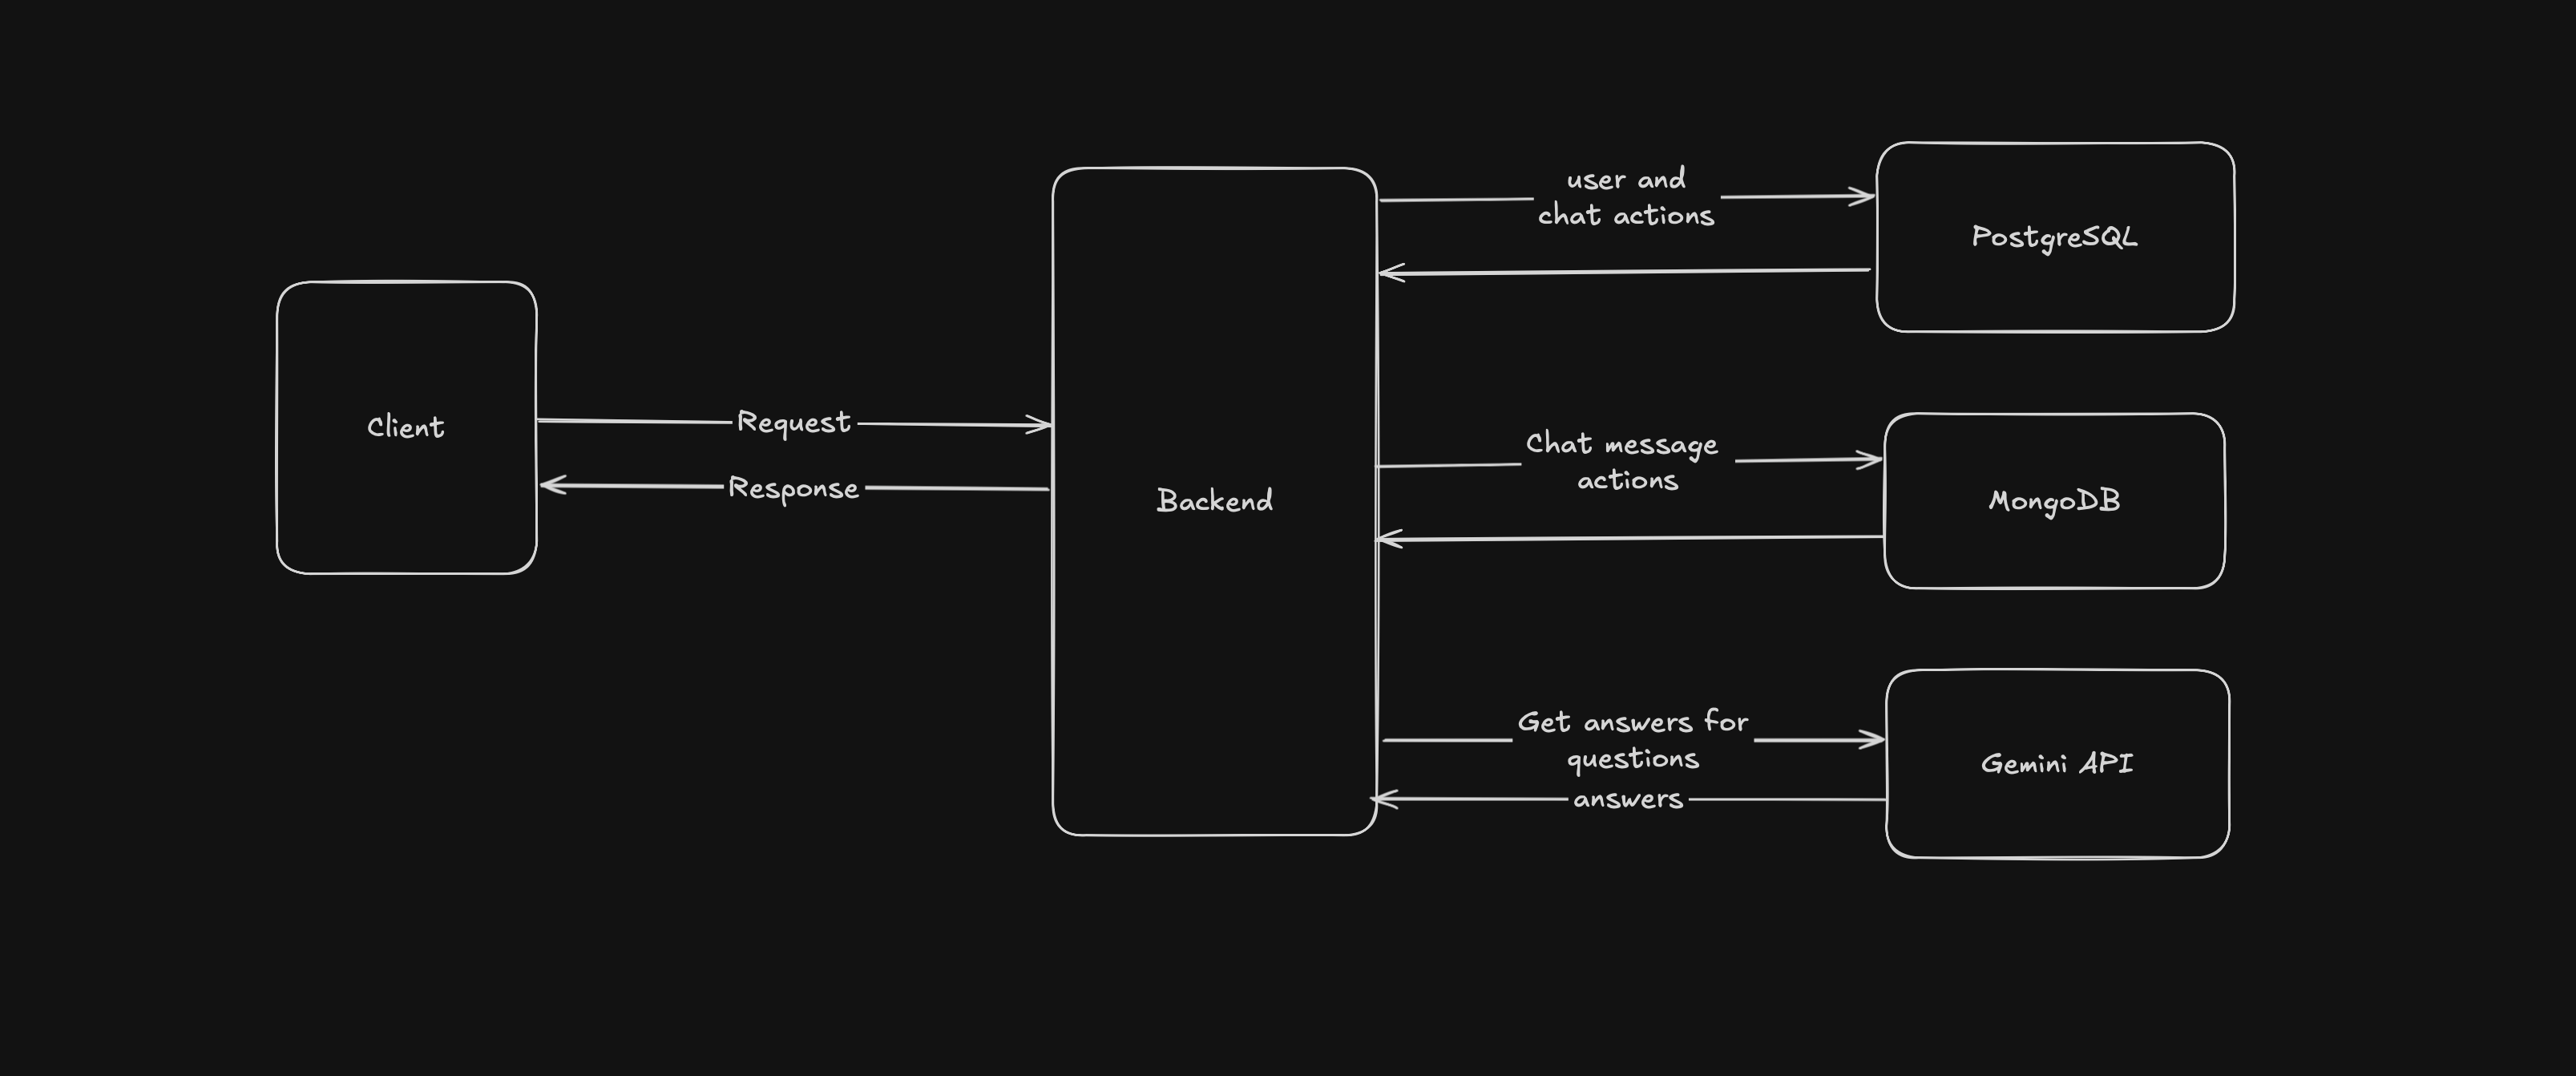 Client
Request
Response
Backend
user and
chat actions
PostgreSQL
Chat message
actions
MongoDB
Get answers for
questions
answers
Gemini API